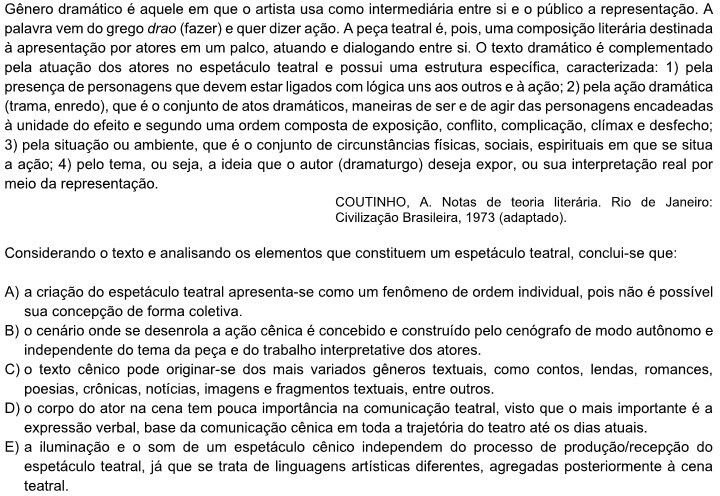 Gênero dramático é aquele em que o artista usa como intermediária entre si e o público a representação. A
palavra vem do grego drao (fazer) e quer dizer ação. A peça teatral é, pois, uma composição literária destinada
à apresentação por atores em um palco, atuando e dialogando entre si. O texto dramático é complementado
pela atuação dos atores no espetáculo teatral e possui uma estrutura específica, caracterizada: 1) pela
presença de personagens que devem estar ligados com lógica uns aos outros e à ação; 2) pela ação dramática
(trama, enredo), que é o conjunto de atos dramáticos, maneiras de ser e de agir das personagens encadeadas
à unidade do efeito e segundo uma ordem composta de exposição, conflito, complicação, clímax e desfecho;
3) pela situação ou ambiente, que é o conjunto de circunstâncias físicas, sociais, espirituais em que se situa
a ação; 4) pelo tema, ou seja, a ideia que o autor (dramaturgo) deseja expor, ou sua interpretação real por
meio da representação.
COUTINHO, A. Notas de teoria literária. Rio de Janeiro:
Civilização Brasileira, 1973 (adaptado).
Considerando o texto e analisando os elementos que constituem um espetáculo teatral, conclui-se que:
A) a criação do espetáculo teatral apresenta-se como um fenômeno de ordem individual, pois não é possível
sua concepção de forma coletiva.
B) o cenário onde se desenrola a ação cênica é concebido e construído pelo cenógrafo de modo autônomo e
independente do tema da peça e do trabalho interpretativo dos atores.
C) o texto cênico pode originar-se dos mais variados gêneros textuais, como contos, lendas, romances,
poesias, crônicas, notícias, imagens e fragmentos textuais, entre outros.
D) o corpo do ator na cena tem pouca importância na comunicação teatral, visto que o mais importante é a
expressão verbal, base da comunicação cênica em toda a trajetória do teatro até os dias atuais.
E) a iluminação e o som de um espetáculo cênico independem do processo de produção/recepção do
espetáculo teatral, já que se trata de linguagens artísticas diferentes, agregadas posteriormente à cena
teatral.